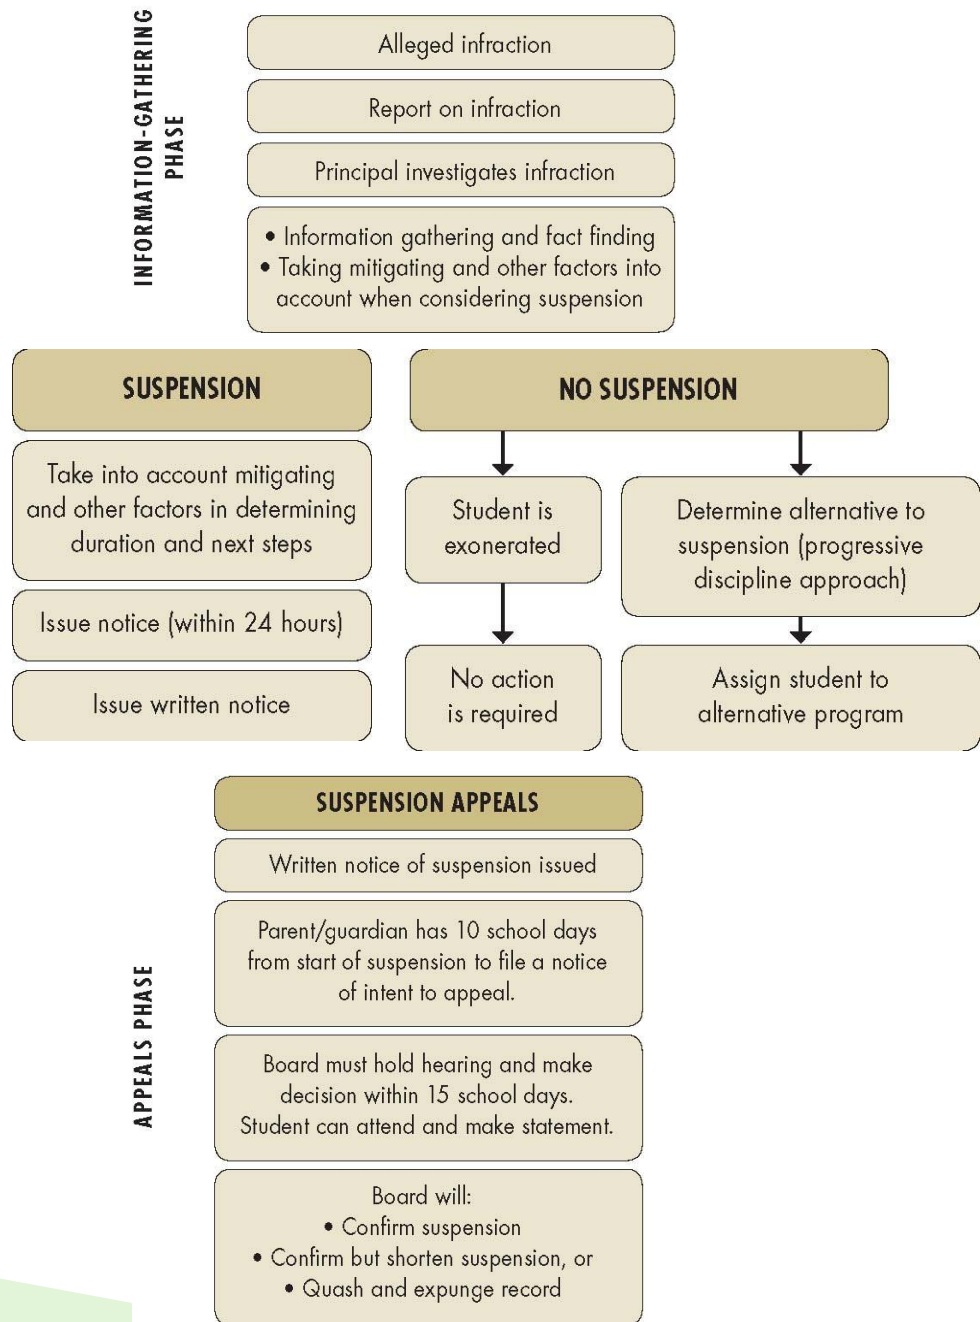 INFORMATION-GATHERING
PHASE
Alleged infraction
Report on infraction
Principal investigates infraction
• Information gathering and fact finding
• Taking mitigating and other factors into
account when considering suspension
SUSPENSION
Take into account mitigating
and other factors in determining
duration and next steps
Issue notice (within 24 hours)
Issue written notice
NO SUSPENSION
Student is
exonerated
No action
is required
Determine alternative to
suspension (progressive
discipline approach)
Assign student to
alternative program
APPEALS PHASE
SUSPENSION APPEALS
Written notice of suspension issued
Parent/guardian has 10 school days
from start of suspension to file a notice
of intent to appeal.
Board must hold hearing and make
decision within 15 school days.
Student can attend and make statement.
Board will:
• Confirm suspension
• Confirm but shorten suspension, or
• Quash and expunge record